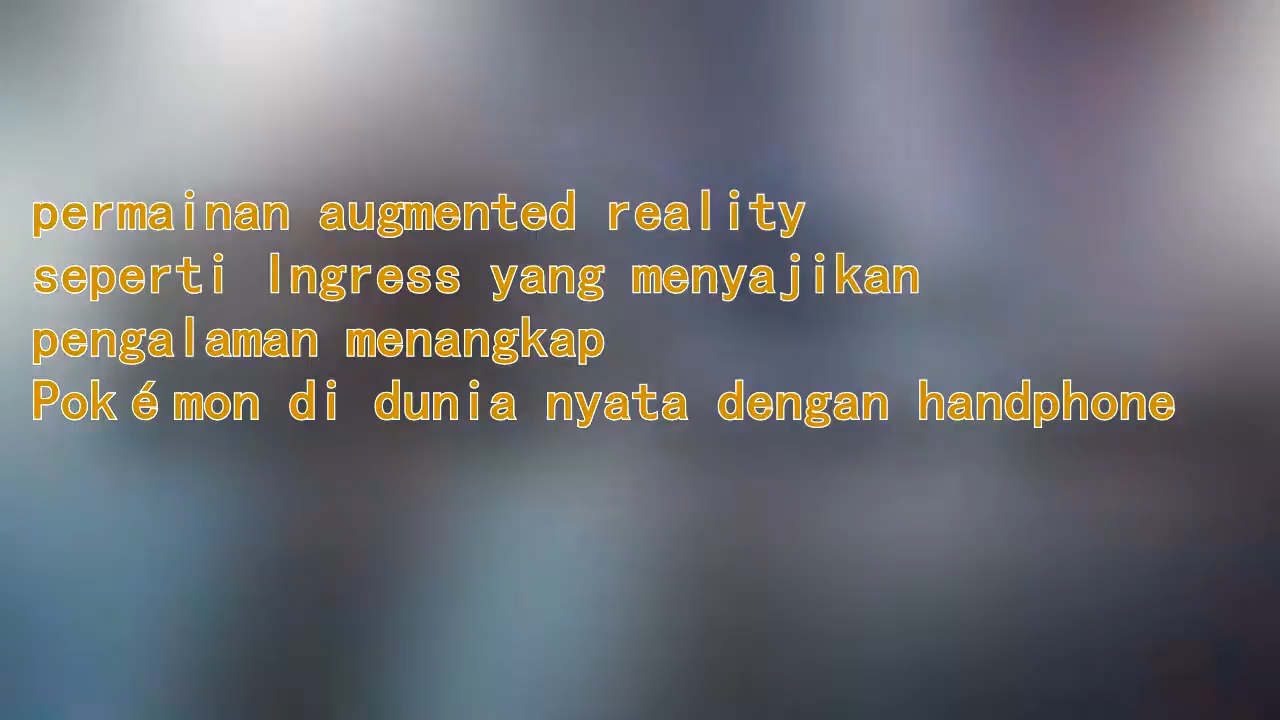 permainan augmented reality
seperti Ingress yang menyajikan
pengalaman menangkap
Pokémon di dunia nyata dengan handphone